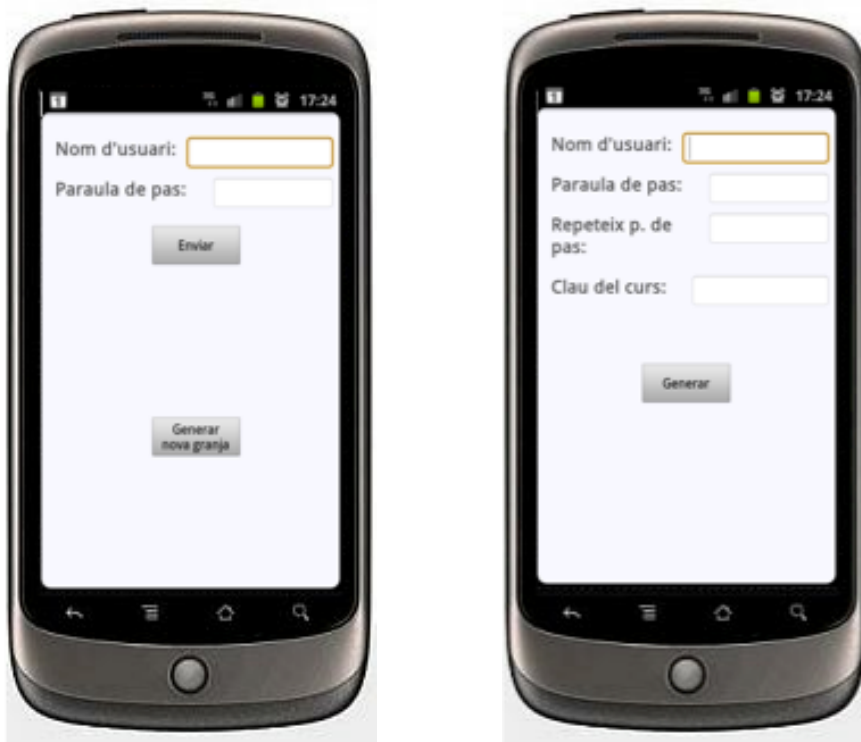 17:24
Nom d'usuari:
Paraula de pas:
Enviar
Generar
nova granja
17:24
Nom d'usuari:
Paraula de pas:
Repeteix p. de
pas:
Clau del curs:
Generar